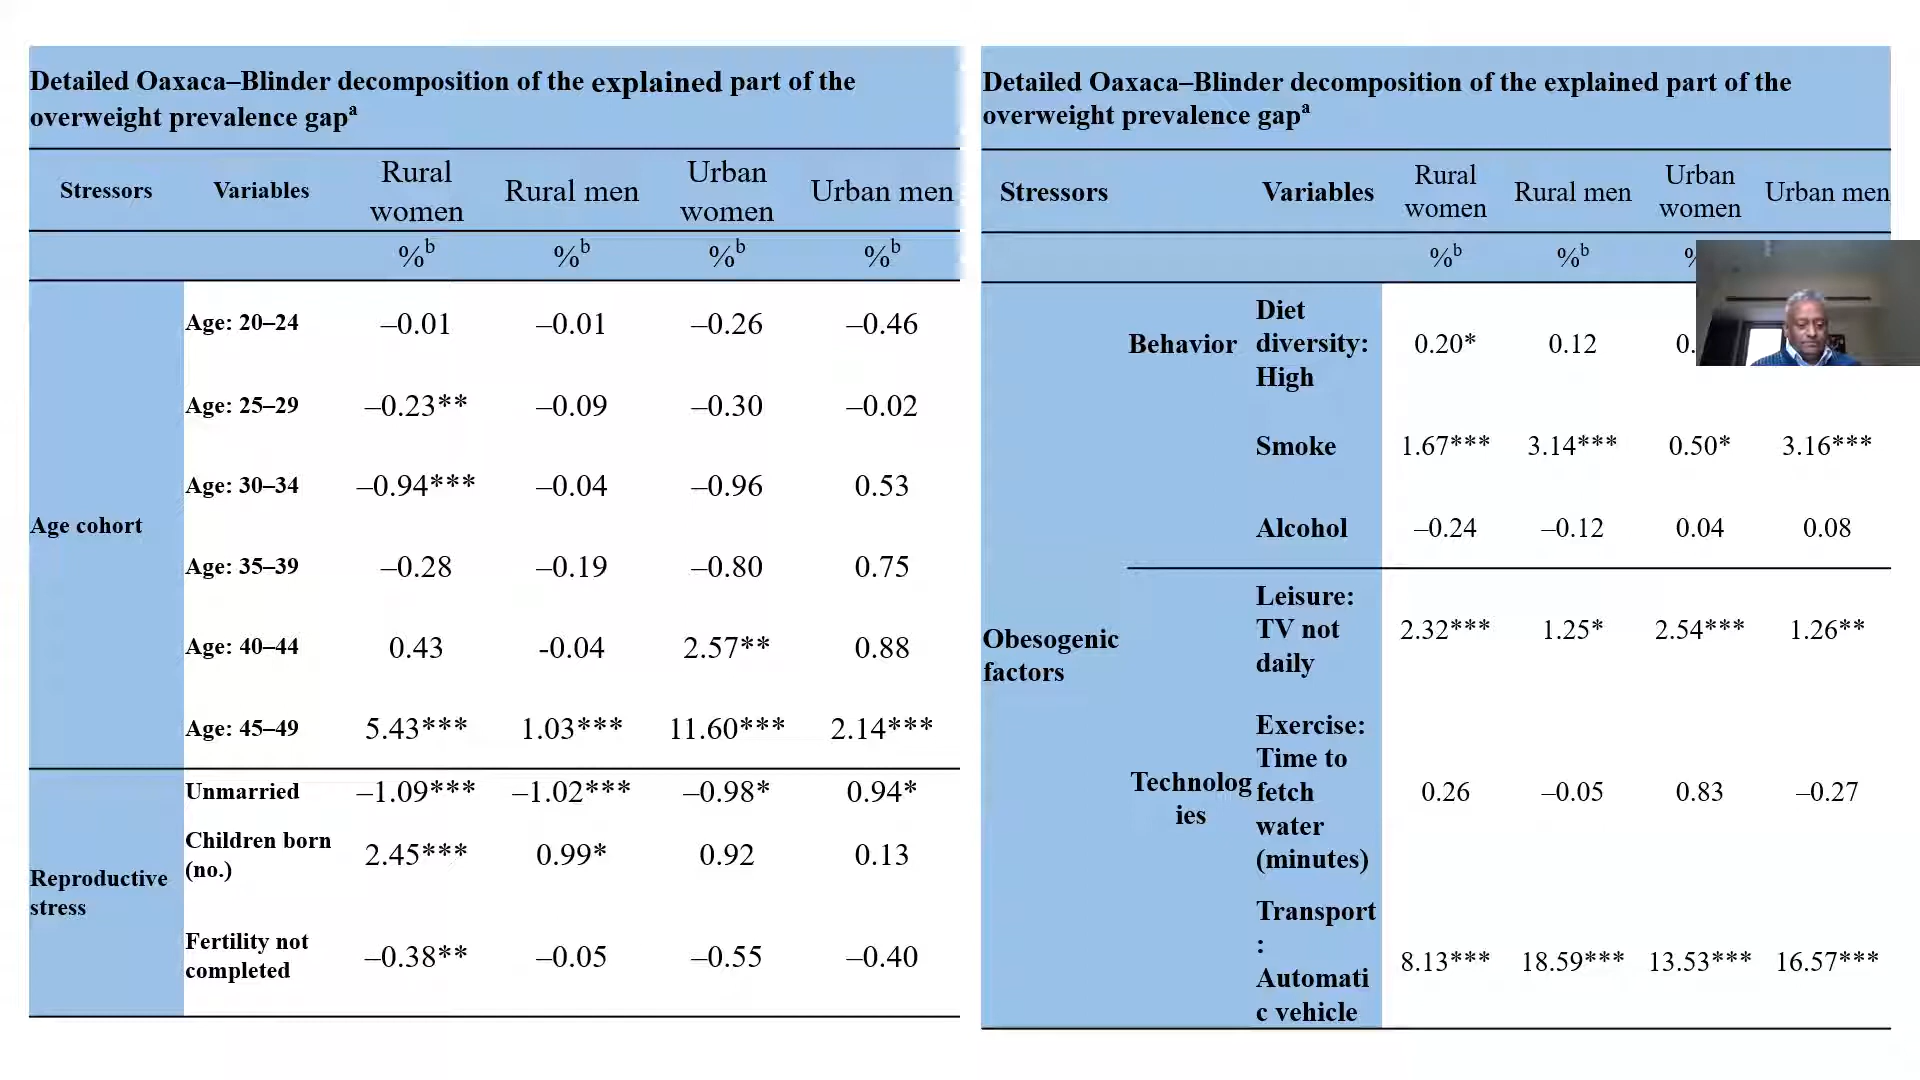 Detailed Oaxaca–Blinder decomposition of the explained part of the
overweight prevalence gapᵃ
Stressors Variables Rural women Rural men Urban women Urban men
%ᵇ %ᵇ %ᵇ %ᵇ
Age cohort
Age: 20–24 –0.01 –0.01 –0.26 –0.46
Age: 25–29 –0.23** –0.09 –0.30 –0.02
Age: 30–34 –0.94*** –0.04 –0.96 0.53
Age: 35–39 –0.28 –0.19 –0.80 0.75
Age: 40–44 0.43 -0.04 2.57** 0.88
Age: 45–49 5.43*** 1.03*** 11.60*** 2.14***
Reproductive
stress
Unmarried –1.09*** –1.02*** –0.98* 0.94*
Children born
(no.) 2.45*** 0.99* 0.92 0.13
Fertility not
completed –0.38** –0.05 –0.55 –0.40
Detailed Oaxaca–Blinder decomposition of the explained part of the
overweight prevalence gapᵃ
Stressors Variables Rural women Rural men Urban women Urban men
%ᵇ %ᵇ
Obesogenic
factors
Behavior
Diet
diversity:
High 0.20* 0.12
Smoke 1.67*** 3.14*** 0.50* 3.16***
Alcohol –0.24 –0.12 0.04 0.08
Technolog
ies
Leisure:
TV not
daily 2.32*** 1.25* 2.54*** 1.26**
Exercise:
Time to
fetch
water
(minutes) 0.26 –0.05 0.83 –0.27
Transport
:
Automati
c vehicle 8.13*** 18.59*** 13.53*** 16.57***